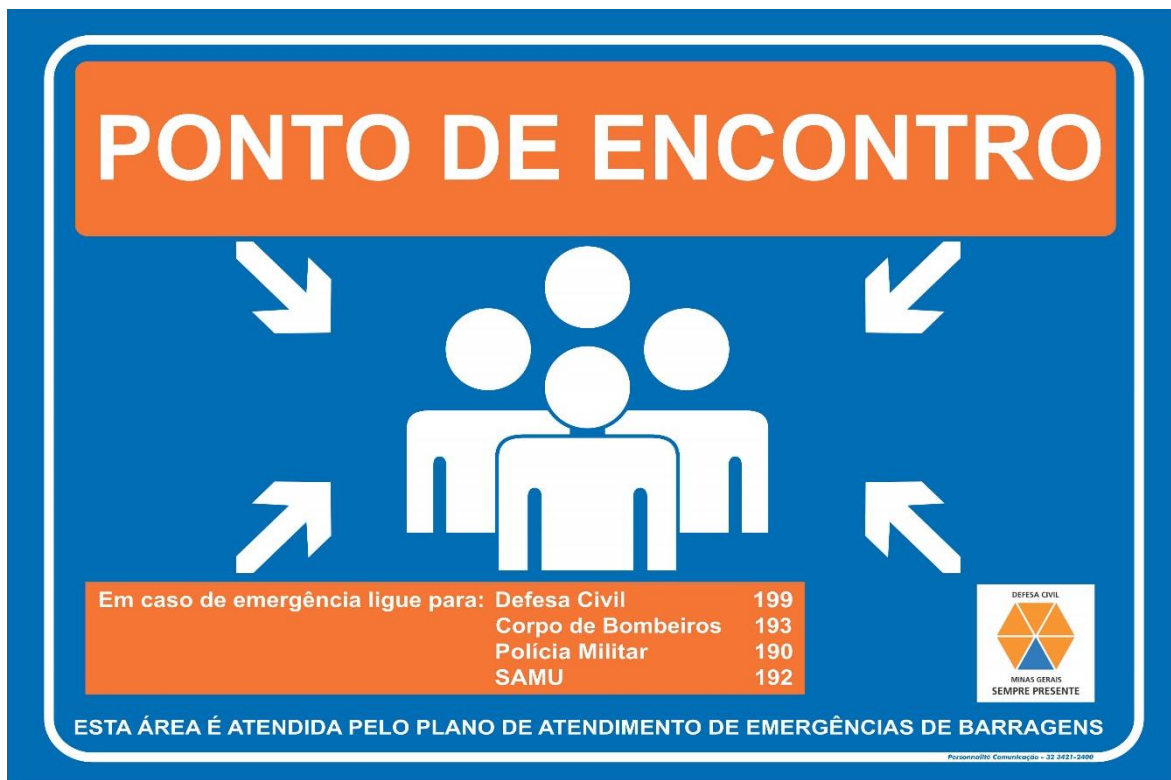 PONTO DE ENCONTRO
Em caso de emergência ligue para: Defesa Civil 199
Corpo de Bombeiros 193
Polícia Militar 190
SAMU 192
DEFESA CIVIL
MINAS GERAIS
SEMPRE PRESENTE
ESTA ÁREA É ATENDIDA PELO PLANO DE ATENDIMENTO DE EMERGÊNCIAS DE BARRAGENS
Personnalité Comunicação - 32 3421-3400